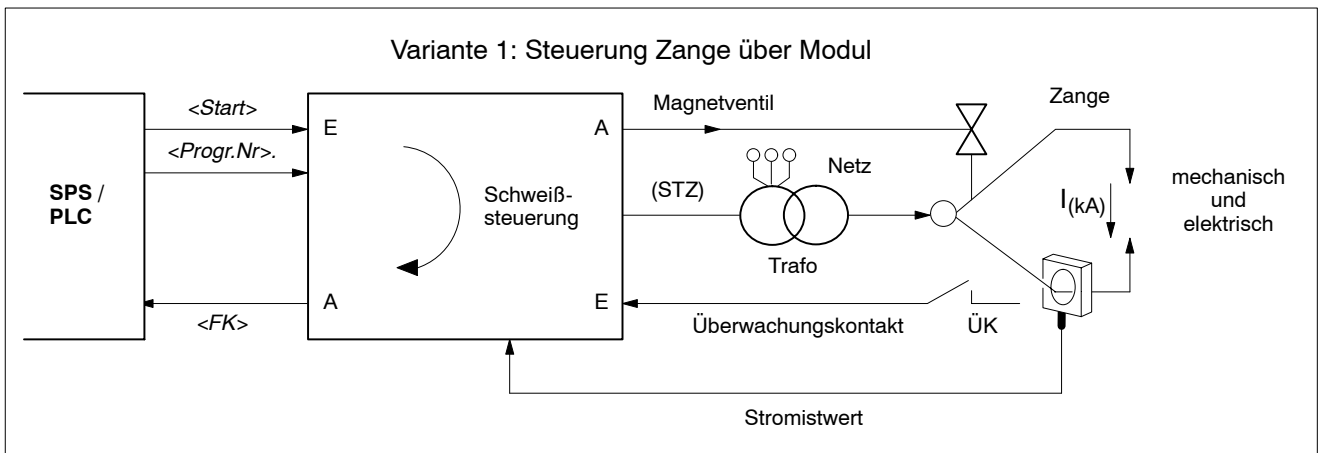 Variante 1: Steuerung Zange über Modul
<Start>
<Progr.Nr>.
SPS /
PLC
<FK>
E
A
Schweiß-
steuerung
A
E
Magnetventil
(STZ)
Netz
Trafo
Zange
I(kA)
mechanisch
und
elektrisch
Überwachungskontakt
ÜK
Stromistwert